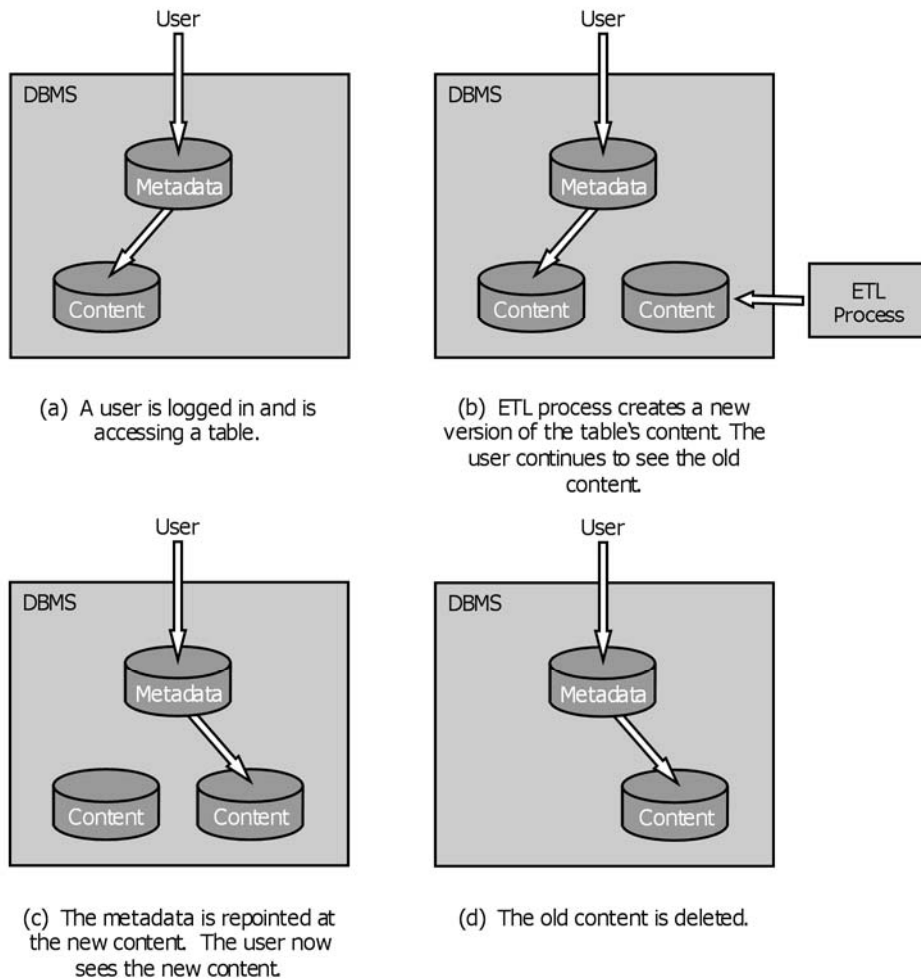 User
DBMS
Metadata
Content
(a) A user is logged in and is
accessing a table.
User
DBMS
Metadata
Content
Content
ETL
Process
(b) ETL process creates a new
version of the table's content. The
user continues to see the old
content.
User
DBMS
Metadata
Content
Content
(c) The metadata is repointed at
the new content. The user now
sees the new content.
User
DBMS
Metadata
Content
(d) The old content is deleted.